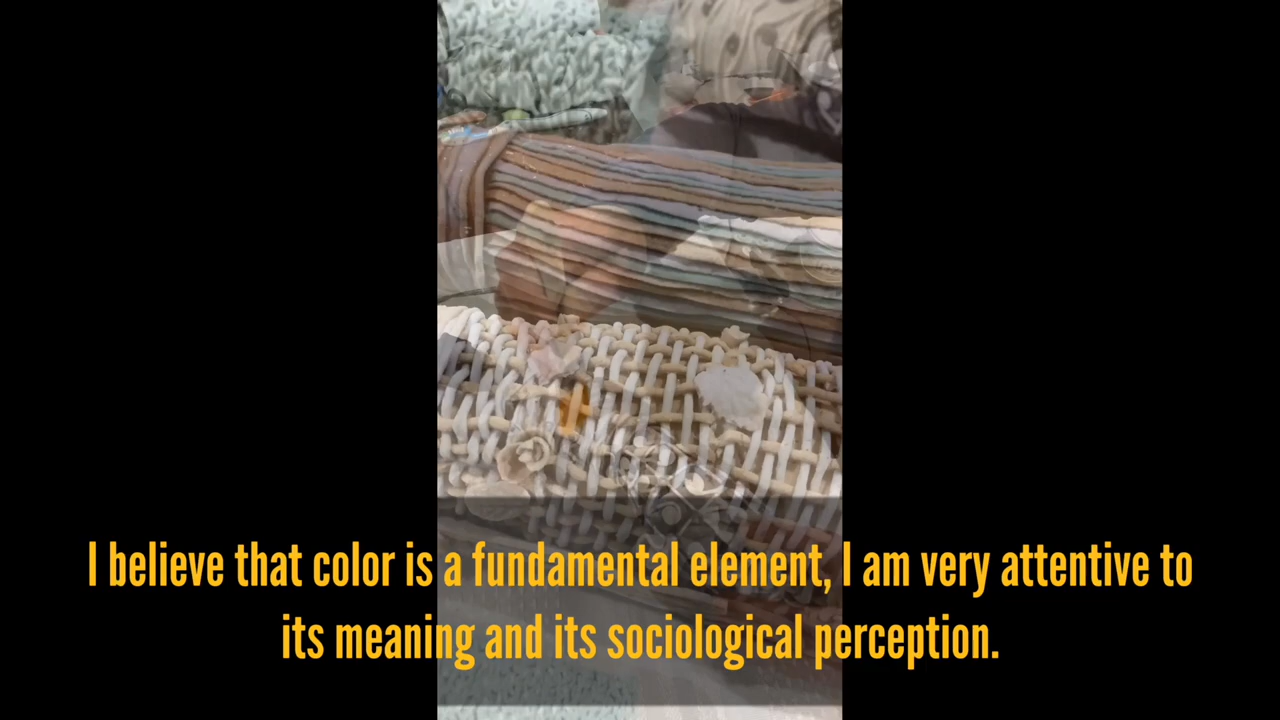 I believe that color is a fundamental element, I am very attentive to
its meaning and its sociological perception.